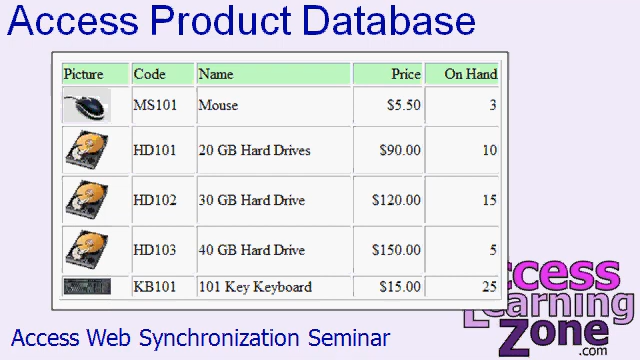 Access Product Database
Picture Code Name Price On Hand
MS101 Mouse $5.50 3
HD101 20 GB Hard Drives $90.00 10
HD102 30 GB Hard Drive $120.00 15
HD103 40 GB Hard Drive $150.00 5
KB101 101 Key Keyboard $15.00 25
Access
Learning
Zone.com
Access Web Synchronization Seminar